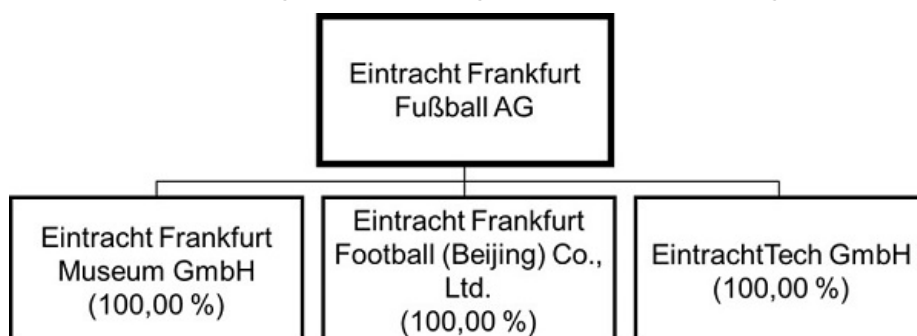 Eintracht Frankfurt
Fußball AG
Eintracht Frankfurt
Museum GmbH
(100,00 %)
Eintracht Frankfurt
Football (Beijing) Co.,
Ltd.
(100,00 %)
EintrachtTech GmbH
(100,00 %)